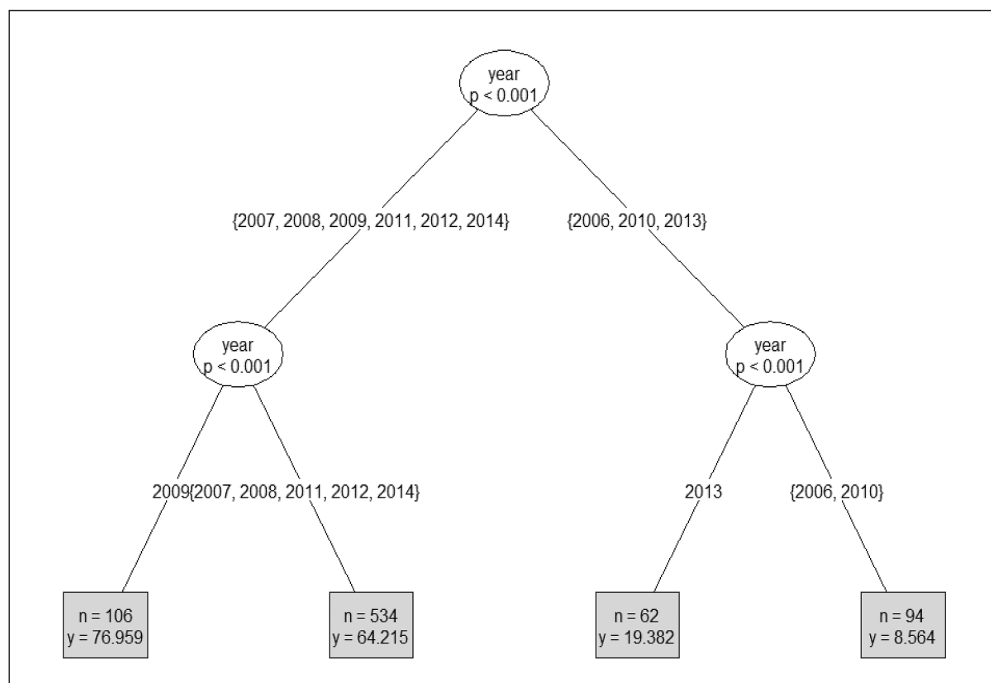 year
p < 0.001
{2007, 2008, 2009, 2011, 2012, 2014}
{2006, 2010, 2013}
year
p < 0.001
year
p < 0.001
2009
{2007, 2008, 2011, 2012, 2014}
2013
{2006, 2010}
n = 106
y = 76.959
n = 534
y = 64.215
n = 62
y = 19.382
n = 94
y = 8.564